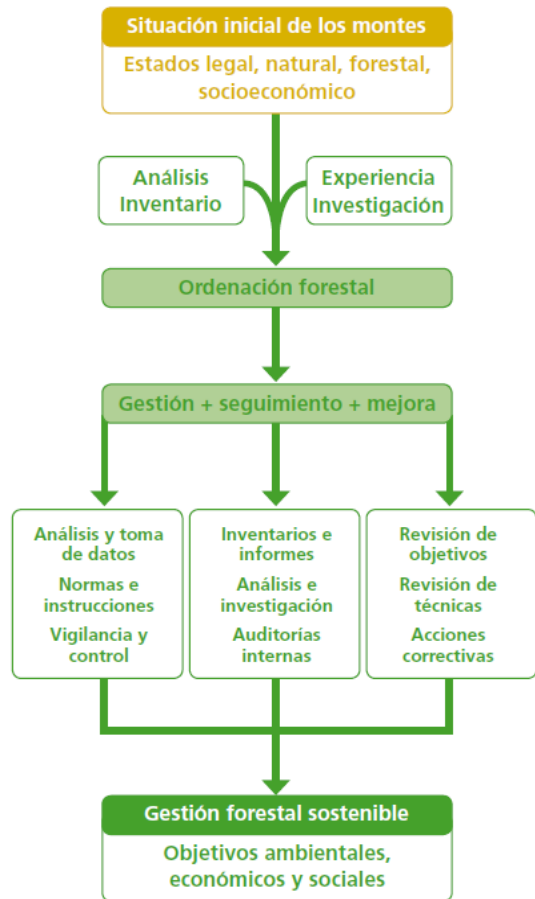 Situación inicial de los montes
Estados legal, natural, forestal,
socioeconómico
Análisis
Inventario
Experiencia
Investigación
Ordenación forestal
Gestión + seguimiento + mejora
Análisis y toma
de datos
Normas e
instrucciones
Vigilancia y
control
Inventarios e
informes
Análisis e
investigación
Auditorías
internas
Revisión de
objetivos
Revisión de
técnicas
Acciones
correctivas
Gestión forestal sostenible
Objetivos ambientales,
económicos y sociales